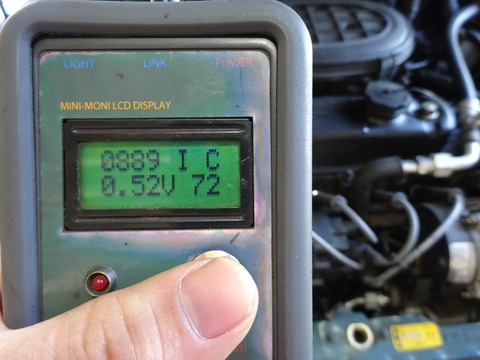 LIGHT LINK POWER
MINI-MONI LCD DISPLAY
0889 I C
0.52V 72